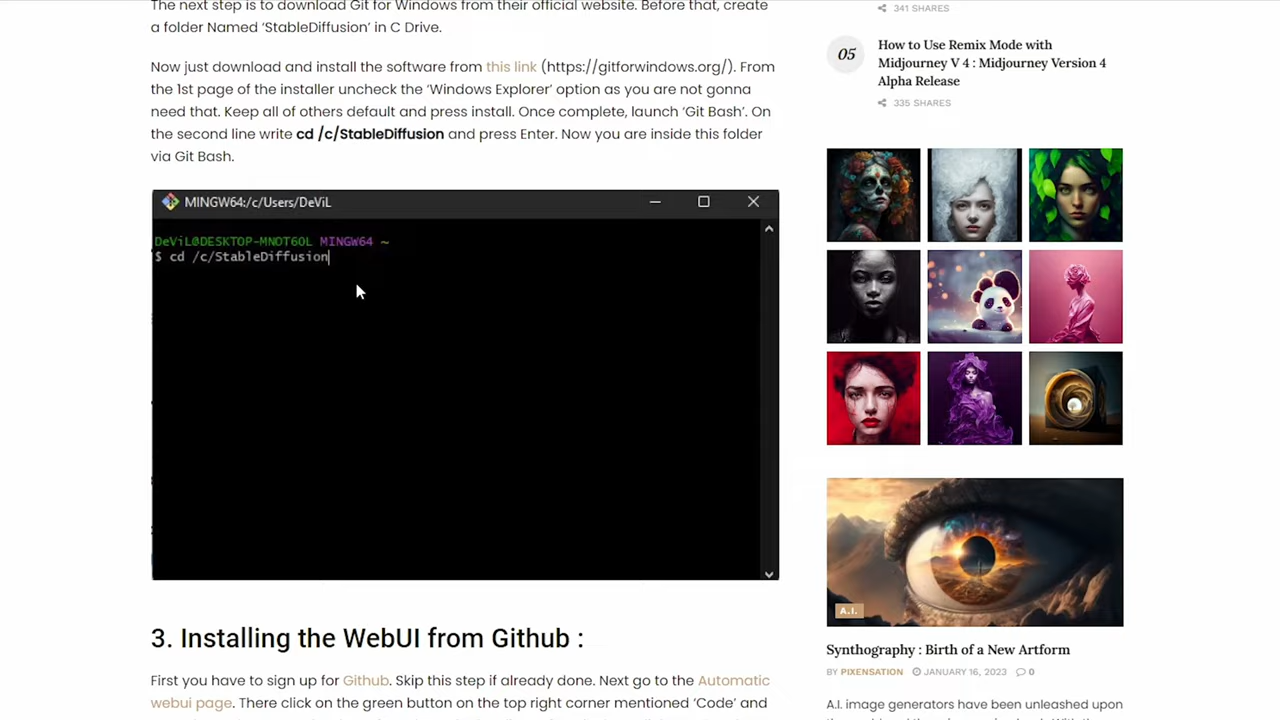 The next step is to download Git for Windows from their official website. Before that, create
a folder Named ‘StableDiffusion’ in C Drive.
Now just download and install the software from this link (https://gitforwindows.org/). From
the 1st page of the installer uncheck the ‘Windows Explorer’ option as you are not gonna
need that. Keep all of others default and press install. Once complete, launch ‘Git Bash’. On
the second line write cd /c/StableDiffusion and press Enter. Now you are inside this folder
via Git Bash.
MINGW64:/c/Users/DeViL
DeViL@DESKTOP-MNOT6OL MINGW64 ~
$ cd /c/StableDiffusion
3. Installing the WebUI from Github :
First you have to sign up for Github. Skip this step if already done. Next go to the Automatic
webui page. There click on the green button on the top right corner mentioned ‘Code’ and
341 SHARES
05
How to Use Remix Mode with
Midjourney V 4 : Midjourney Version 4
Alpha Release
335 SHARES
A.I.
Synthography : Birth of a New Artform
BY PIXENSATION JANUARY 16, 2023 0
A.I. image generators have been unleashed upon